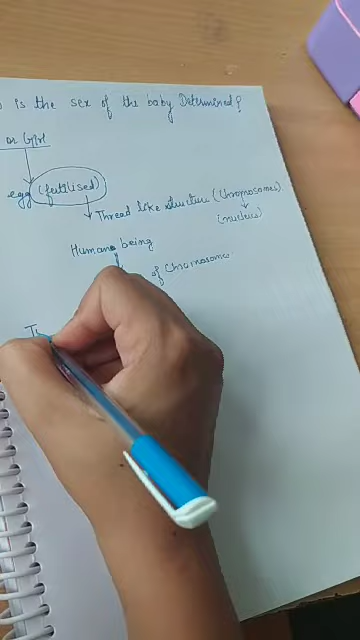 is the sex of the baby Determined?
or Girl
egg (fertilised)
Thread like structure (chromosomes)
(nucleus)
Human being
of Chromosome